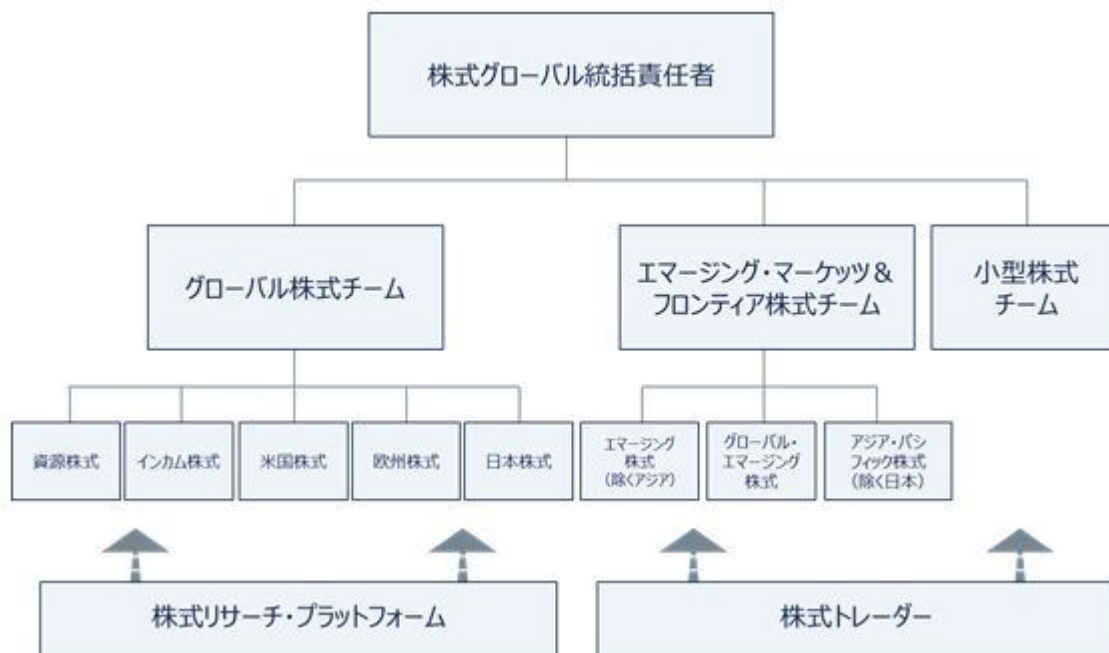 株式グローバル統括責任者
グローバル株式チーム
エマージング・マーケッツ&
フロンティア株式チーム
小型株式
チーム
資源株式
インカム株式
米国株式
欧州株式
日本株式
エマージング
株式
(除くアジア)
グローバル・
エマージング
株式
アジア・パシ
フィック株式
(除く日本)
株式リサーチ・プラットフォーム
株式トレーダー